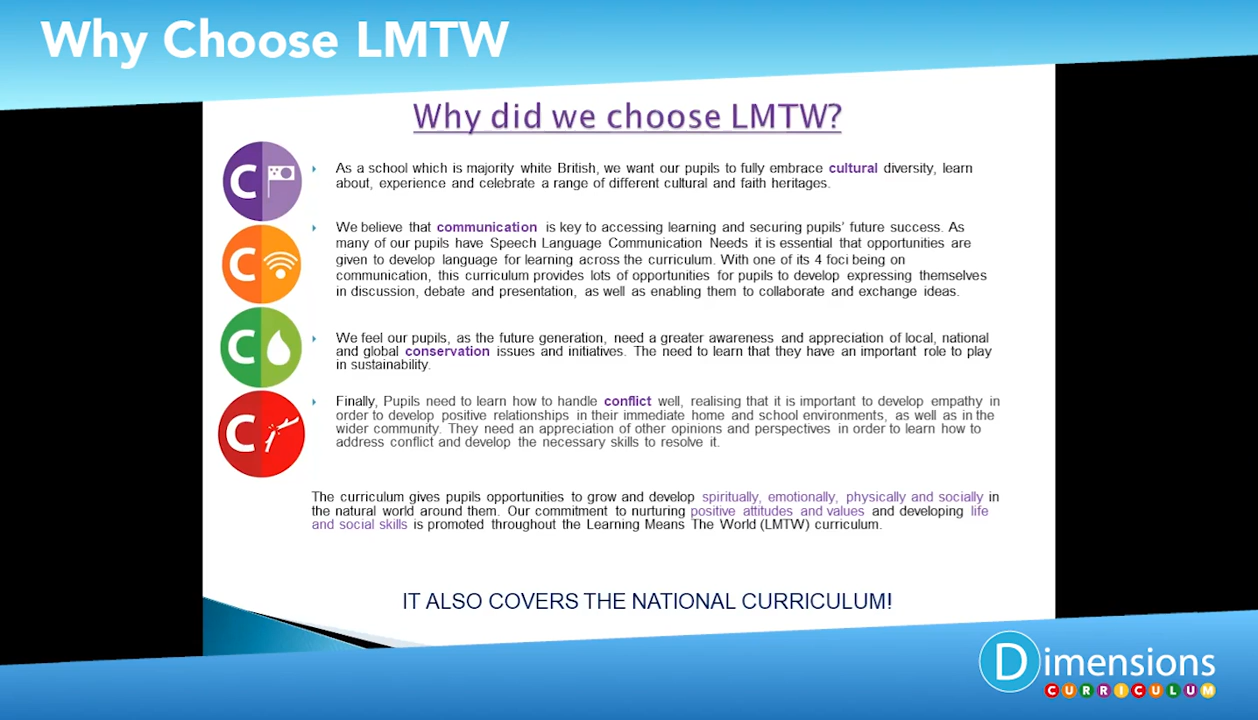 Why Choose LMTW
Why did we choose LMTW?
C
As a school which is majority white British, we want our pupils to fully embrace cultural diversity, learn
about, experience and celebrate a range of different cultural and faith heritages.
C
We believe that communication is key to accessing learning and securing pupils' future success. As
many of our pupils have Speech Language Communication Needs it is essential that opportunities are
given to develop language for learning across the curriculum. With one of its 4 foci being on
communication, this curriculum provides lots of opportunities for pupils to develop expressing themselves
in discussion, debate and presentation, as well as enabling them to collaborate and exchange ideas.
C
We feel our pupils, as the future generation, need a greater awareness and appreciation of local, national
and global conservation issues and initiatives. The need to learn that they have an important role to play
in sustainability.
C
Finally, Pupils need to learn how to handle conflict well, realising that it is important to develop empathy in
order to develop positive relationships in their immediate home and school environments, as well as in the
wider community. They need an appreciation of other opinions and perspectives in order to learn how to
address conflict and develop the necessary skills to resolve it.
The curriculum gives pupils opportunities to grow and develop spiritually, emotionally, physically and socially in
the natural world around them. Our commitment to nurturing positive attitudes and values and developing life
and social skills is promoted throughout the Learning Means The World (LMTW) curriculum.
IT ALSO COVERS THE NATIONAL CURRICULUM!
Dimensions
CURRICULUM